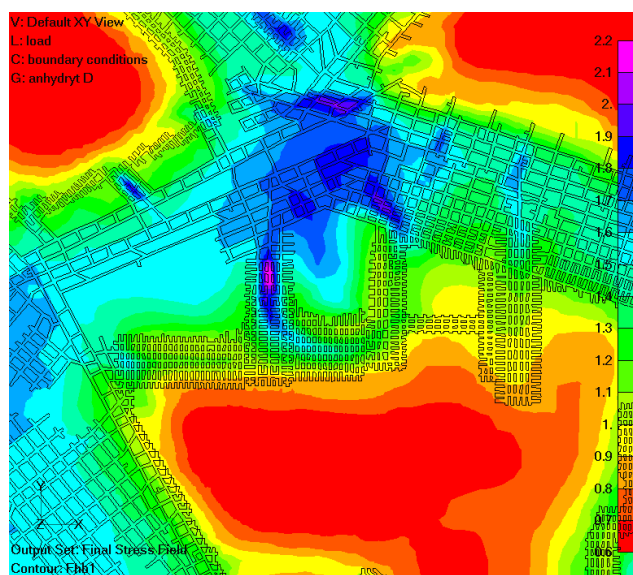 V: Default XY View
L: load
C: boundary conditions
G: anhydryt D
2.2
2.1
2.
1.9
1.8
1.7
1.6
1.5
1.4
1.3
1.2
1.1
1.
0.9
0.8
0.7
0.6
Y
Z X
Output Set: Final Stress Field
Contour: Fhb1